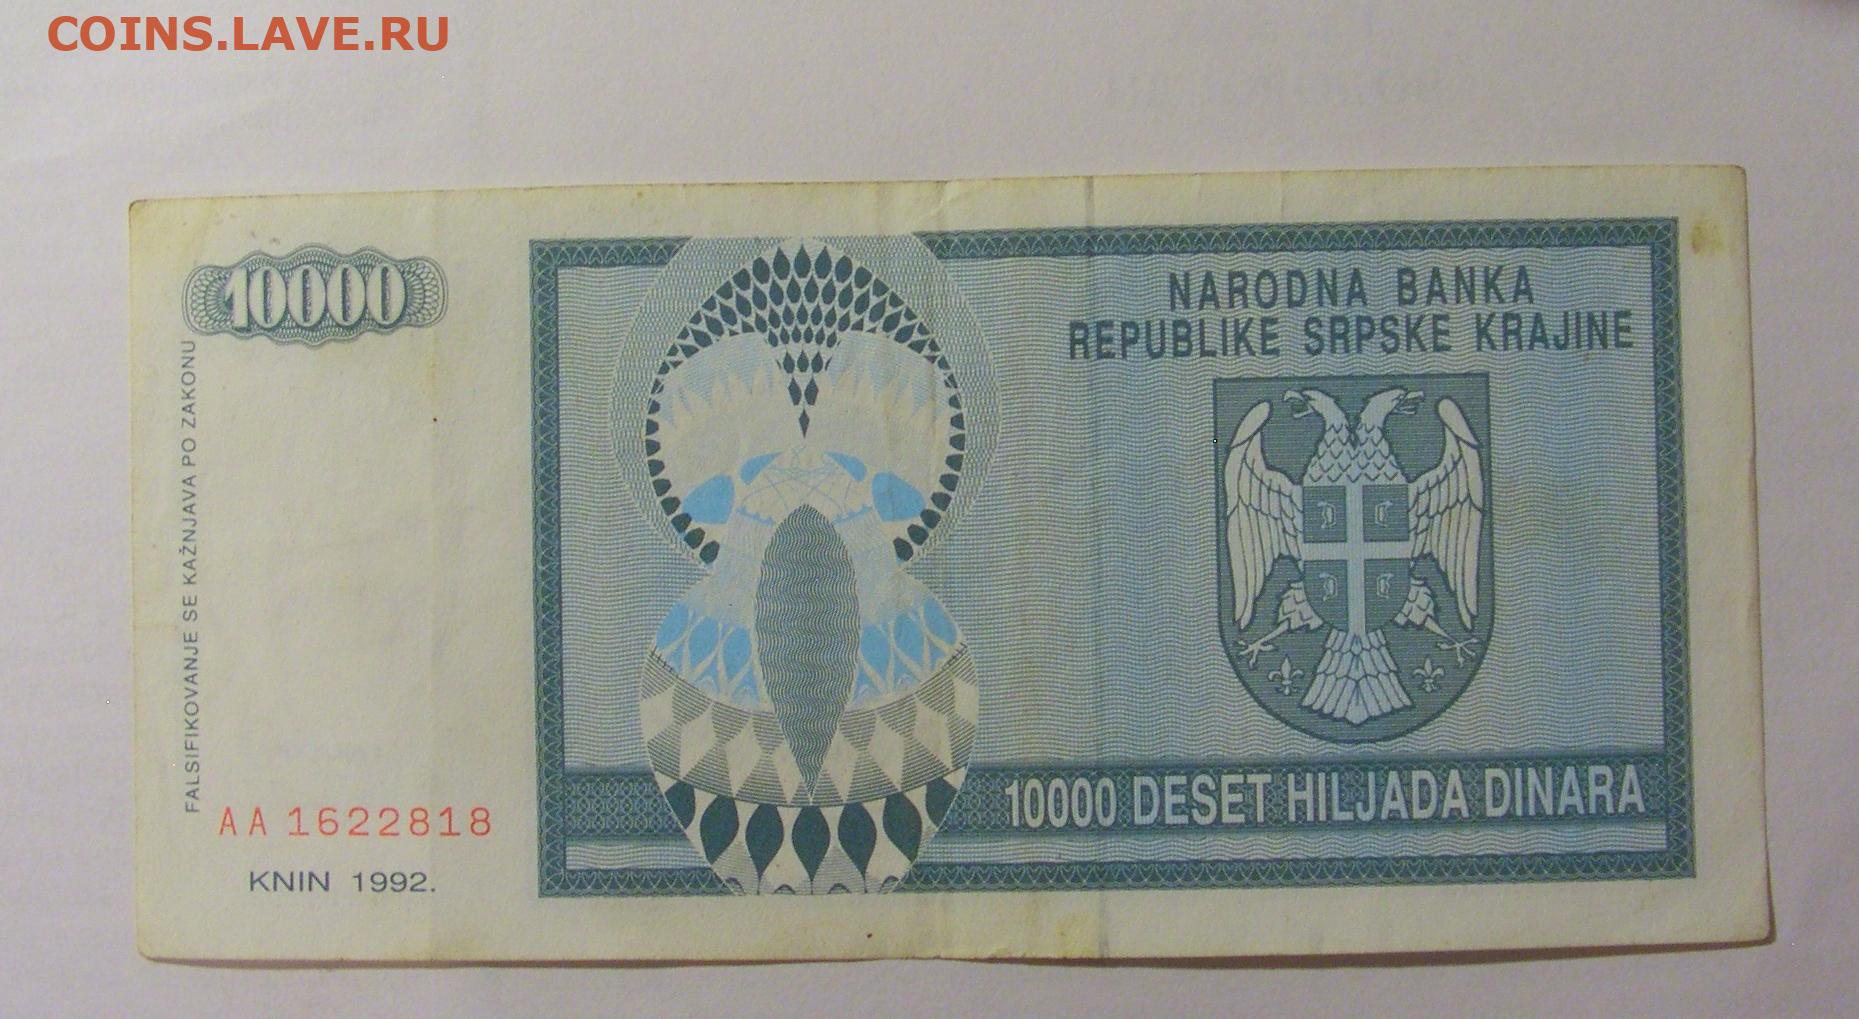 COINS.LAVE.RU
10000
FALSIFIKOVANJE SE KAŽNJAVA PO ZAKONU
NARODNA BANKA
REPUBLIKE SRPSKE KRAJINE
10000 DESET HILJADA DINARA
AA 1622818
KNIN 1992.